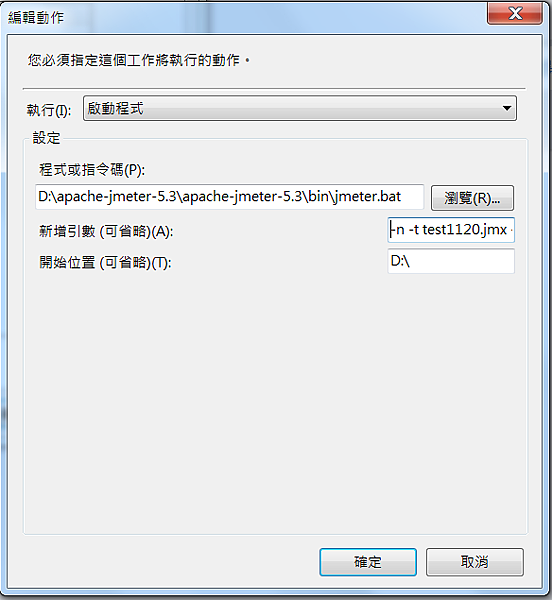 編輯動作
您必須指定這個工作將執行的動作。
執行(I): 啟動程式
設定
程式或指令碼(P):
D:\apache-jmeter-5.3\apache-jmeter-5.3\bin\jmeter.bat 瀏覽(R)...
新增引數 (可省略)(A): -n -t test1120.jmx -
開始位置 (可省略)(T): D:\
確定 取消